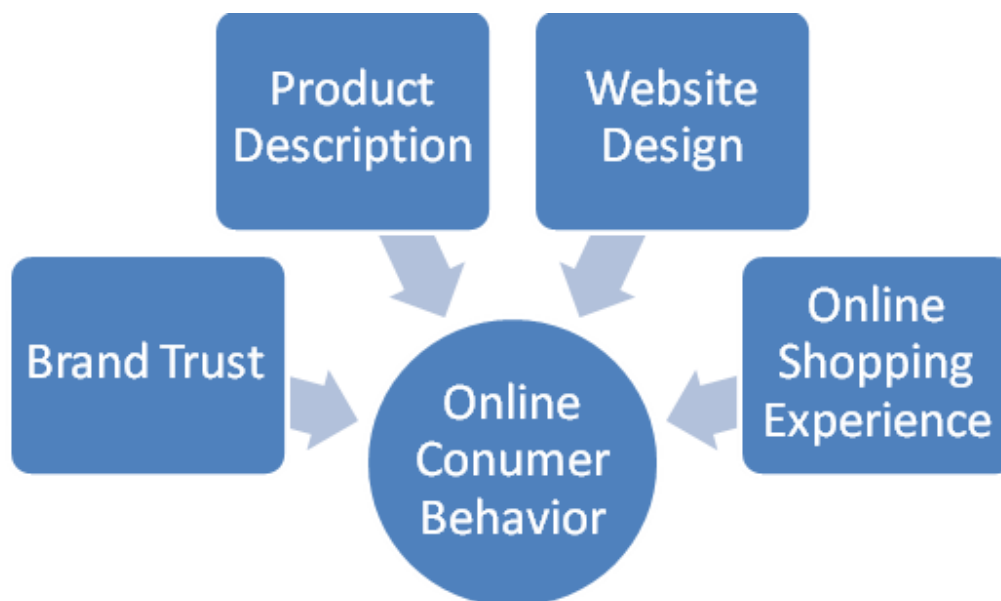 Product
Description
Website
Design
Brand Trust
Online
Shopping
Experience
Online
Conumer
Behavior